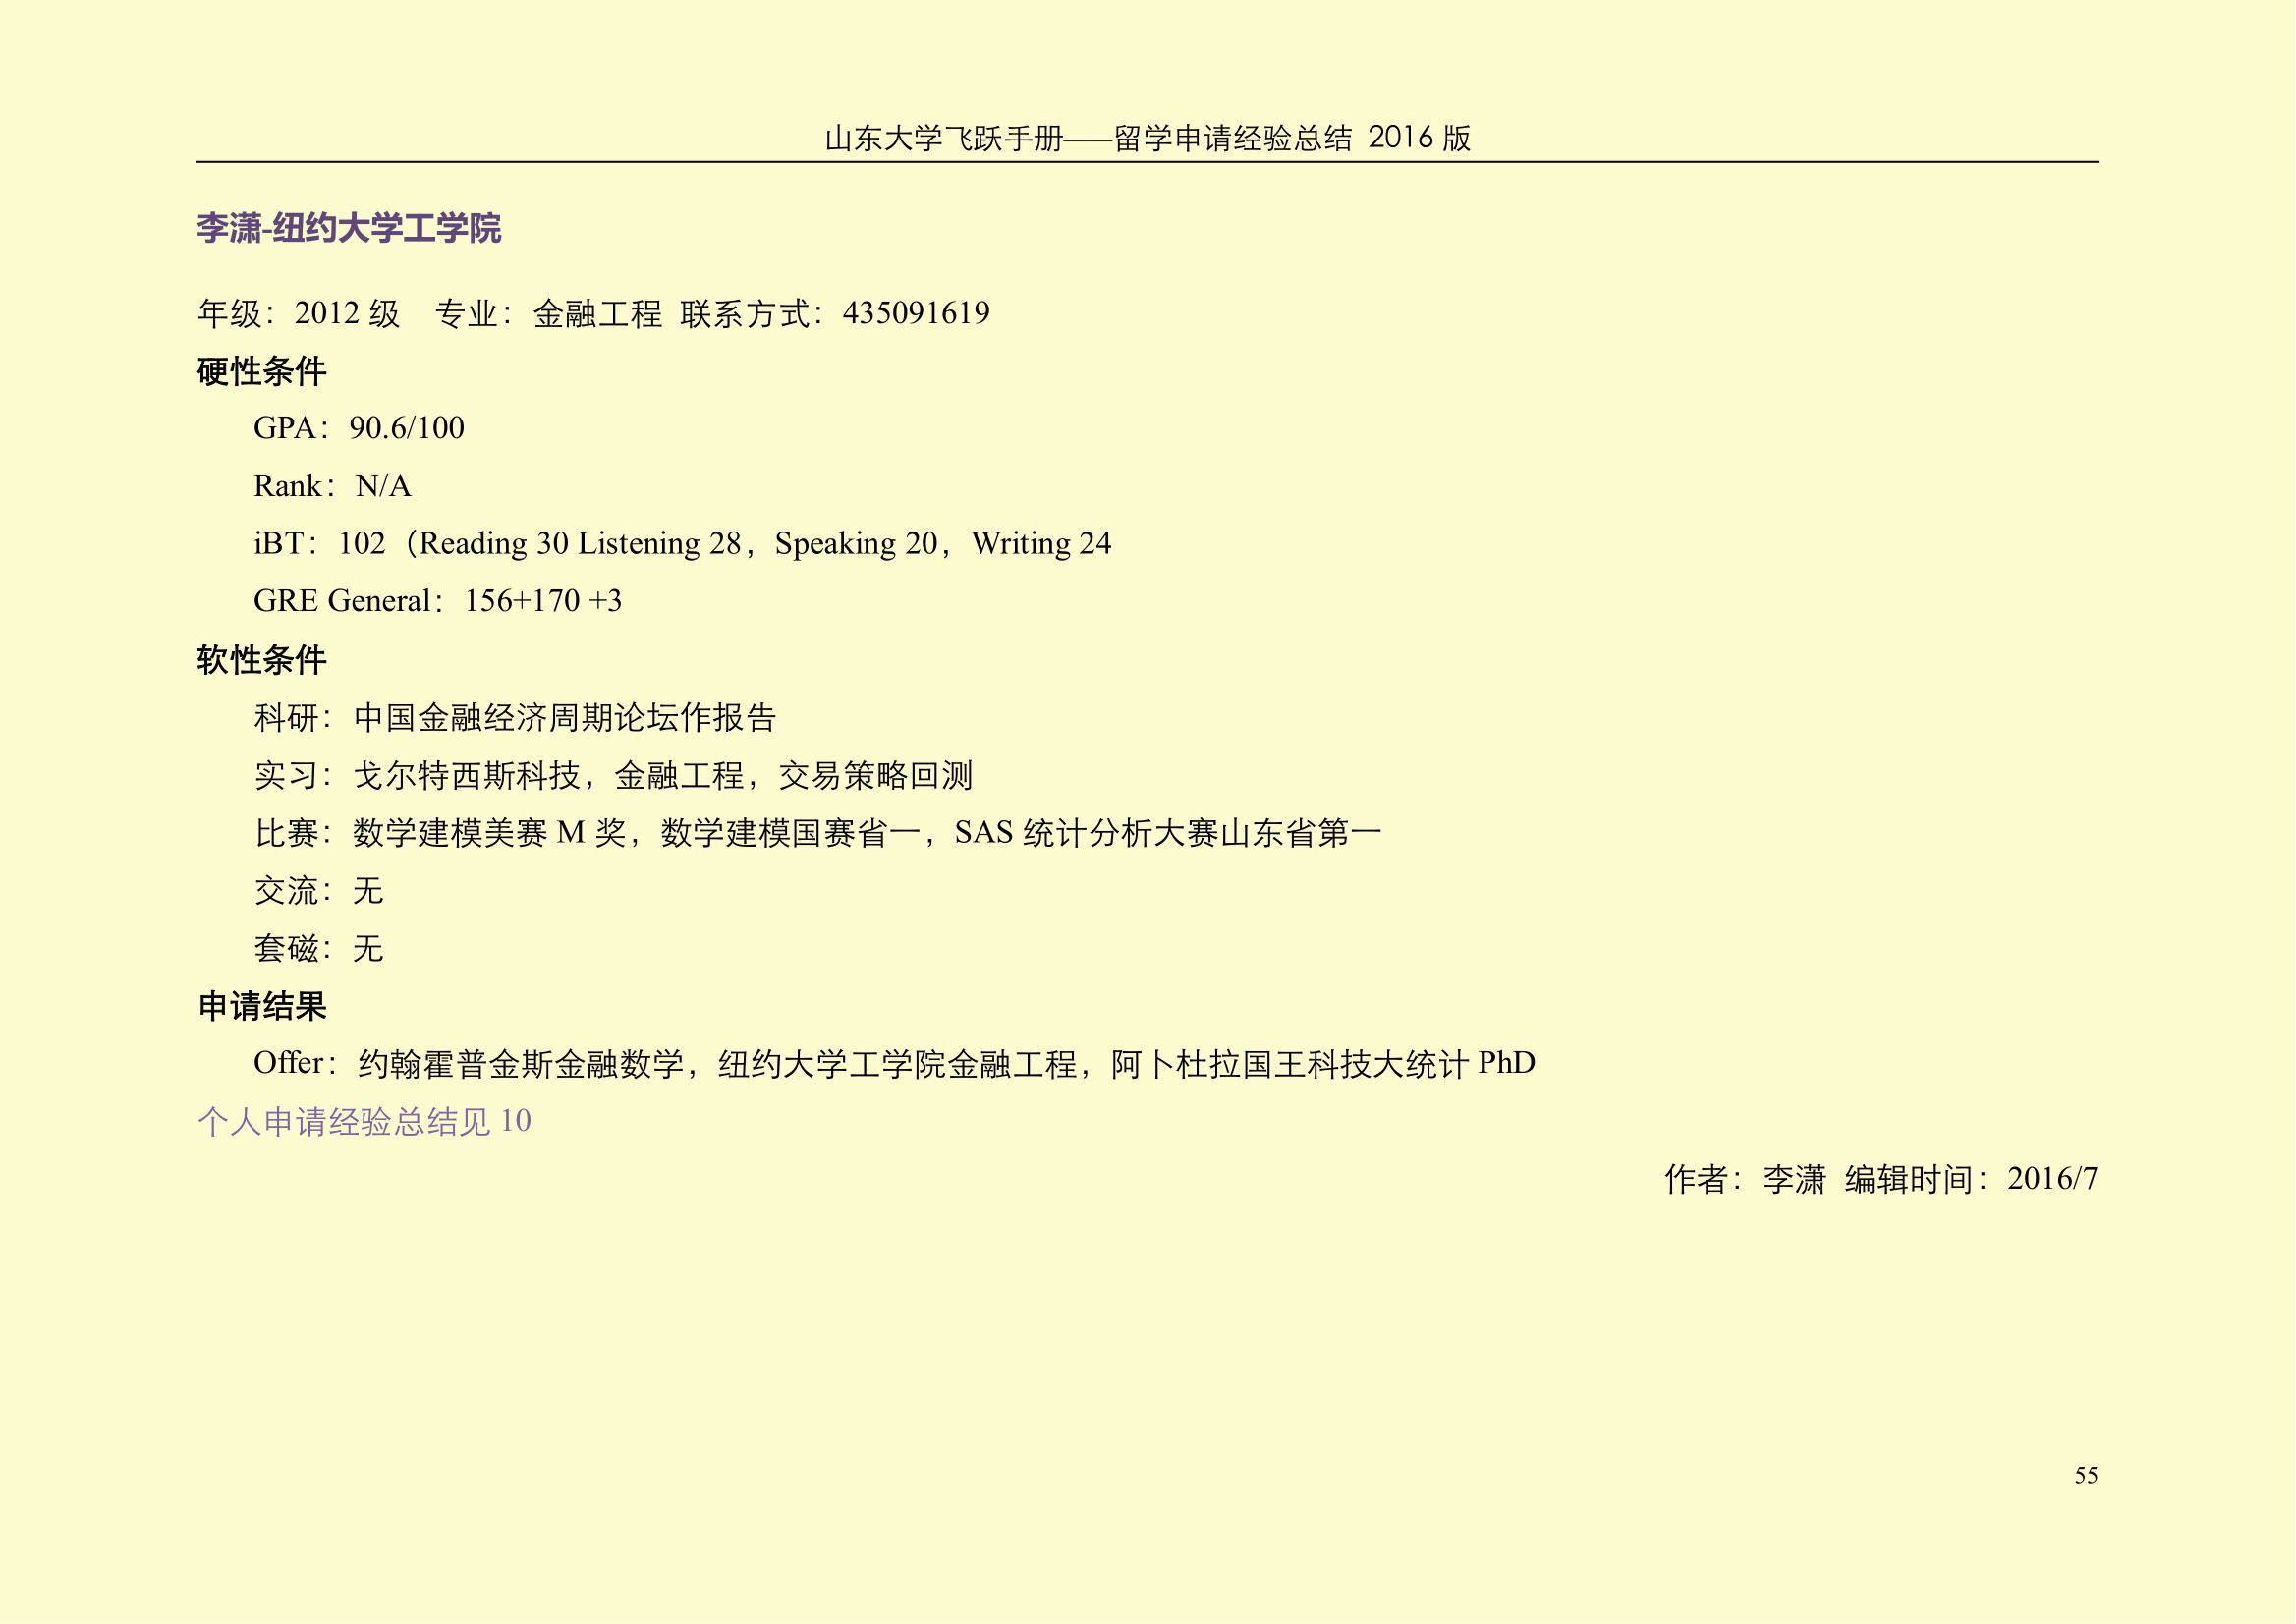 山东大学飞跃手册——留学申请经验总结 2016 版
李潇-纽约大学工学院
年级：2012 级 专业：金融工程 联系方式：435091619
硬性条件
GPA：90.6/100
Rank：N/A
iBT：102（Reading 30 Listening 28，Speaking 20，Writing 24
GRE General：156+170 +3
软性条件
科研：中国金融经济周期论坛作报告
实习：戈尔特西斯科技，金融工程，交易策略回测
比赛：数学建模美赛 M 奖，数学建模国赛省一，SAS 统计分析大赛山东省第一
交流：无
套磁：无
申请结果
Offer：约翰霍普金斯金融数学，纽约大学工学院金融工程，阿卜杜拉国王科技大统计 PhD
个人申请经验总结见 10
作者：李潇 编辑时间：2016/7
55